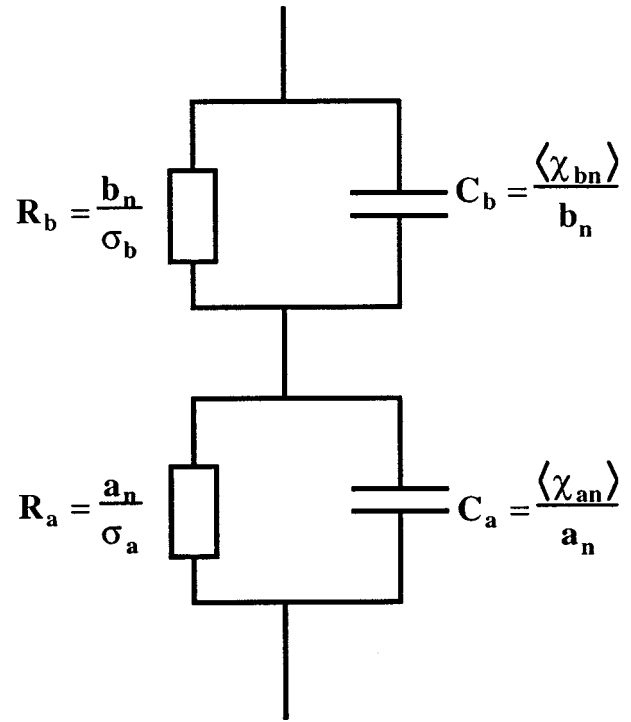 R_b = b_n / σ_b
C_b = ⟨χ_bn⟩ / b_n
R_a = a_n / σ_a
C_a = ⟨χ_an⟩ / a_n